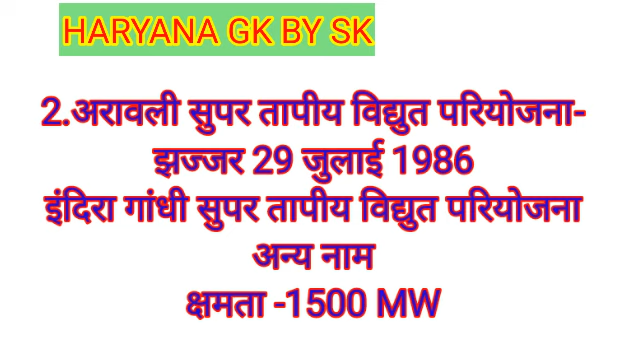 HARYANA GK BY SK
2.अरावली सुपर तापीय विद्युत परियोजना-
झज्जर 29 जुलाई 1986
इंदिरा गांधी सुपर तापीय विद्युत परियोजना
अन्य नाम
क्षमता -1500 MW